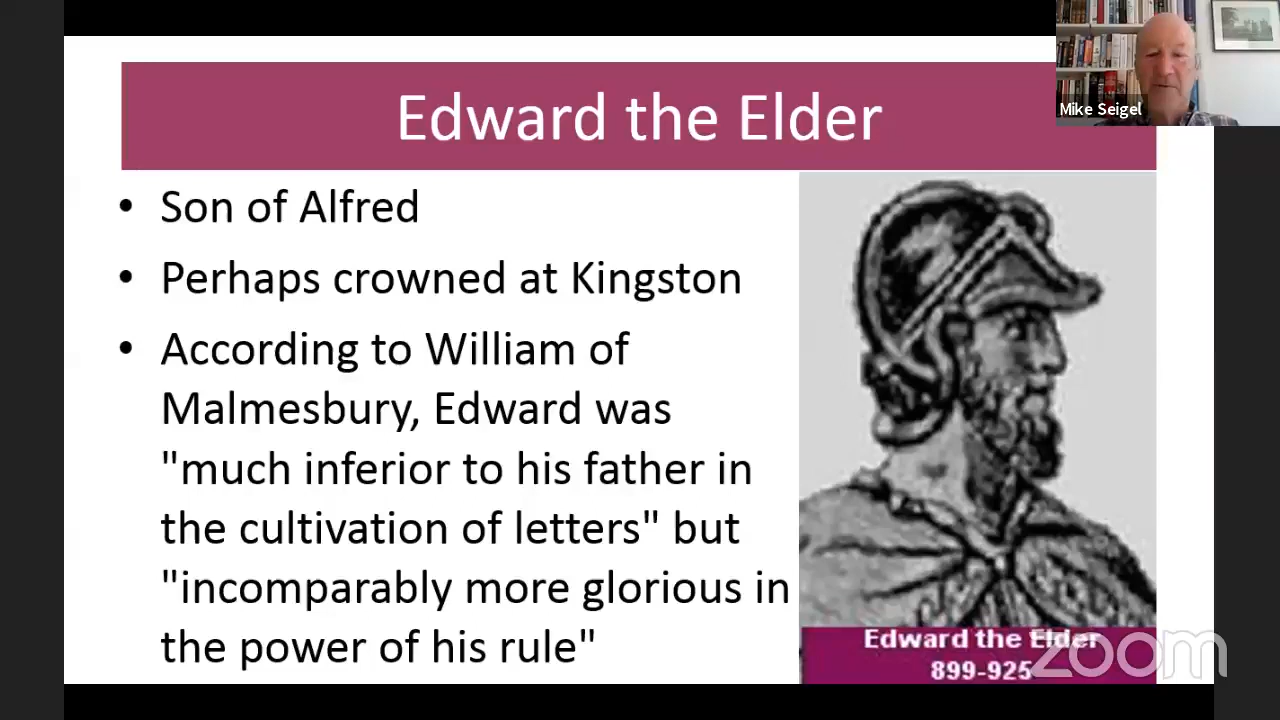 Edward the Elder
Mike Seigel
• Son of Alfred
• Perhaps crowned at Kingston
• According to William of
Malmesbury, Edward was
"much inferior to his father in
the cultivation of letters" but
"incomparably more glorious in
the power of his rule"
Edward the Elder
899-925
zoom